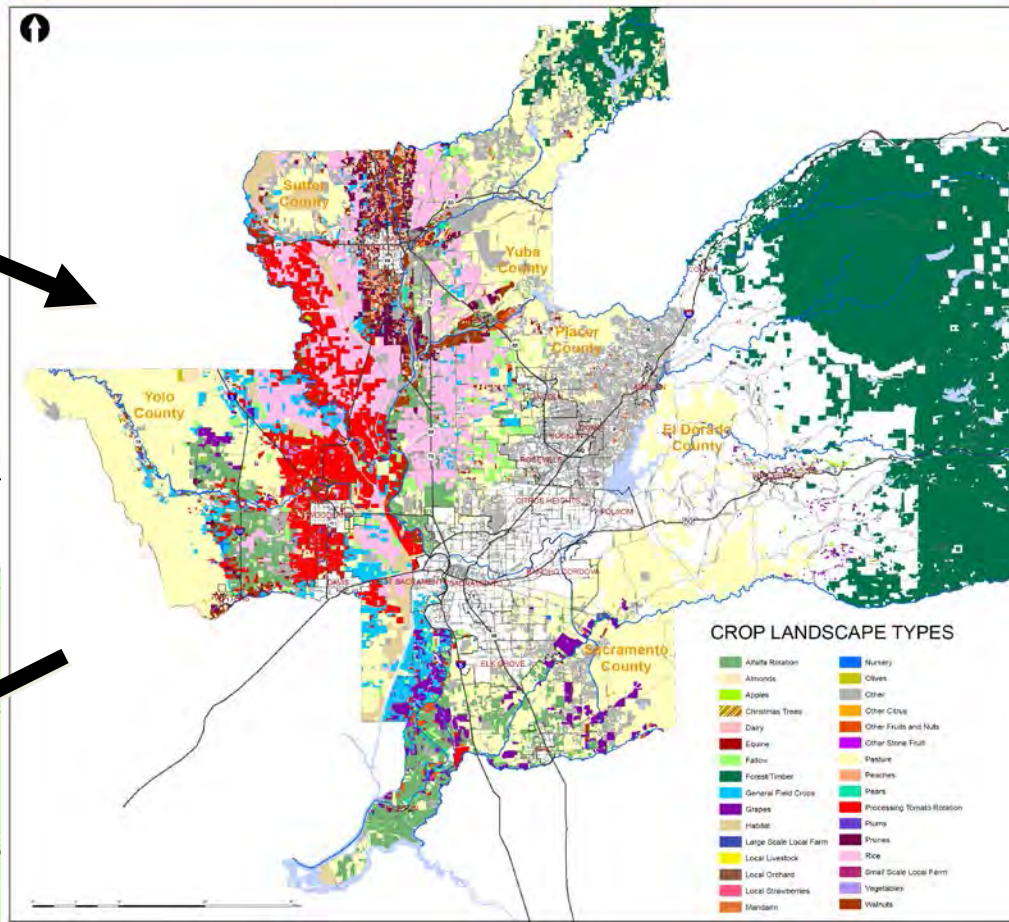 Sutter
County
Yuba
County
Placer
County
Yolo
County
El Dorado
County
ROSEVILLE
CITRUS HEIGHTS
FOLSOM
WOODLAND
RANCHO CORDOVA
DAVIS
ELK GROVE
Sacramento
County
CROP LANDSCAPE TYPES
Alfalfa Rotation
Almonds
Apples
Christmas Trees
Dairy
Equine
Fallow
Forest/Timber
General Field Crops
Grapes
Habitat
Large Scale Local Farm
Local Livestock
Local Orchard
Local Strawberries
Mandarin
Nursery
Olives
Other
Other Citrus
Other Fruits and Nuts
Other Stone Fruit
Pasture
Peaches
Pears
Processing Tomato Rotation
Plums
Prunes
Rice
Small Scale Local Farm
Vegetables
Walnuts